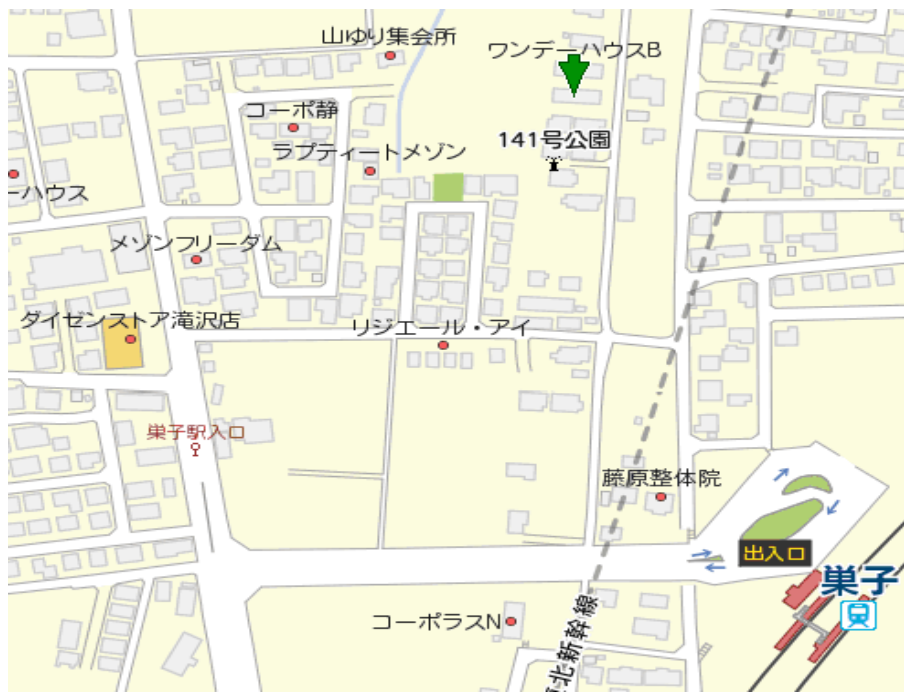 山ゆり集会所
ワンデーハウスB
コーポ静
141号公園
ラプティートメゾン
ーハウス
メゾンフリーダム
ダイゼンストア滝沢店
リジエール・アイ
巣子駅入口
藤原整体院
出入口
巣子
コーポラスN
北新幹線